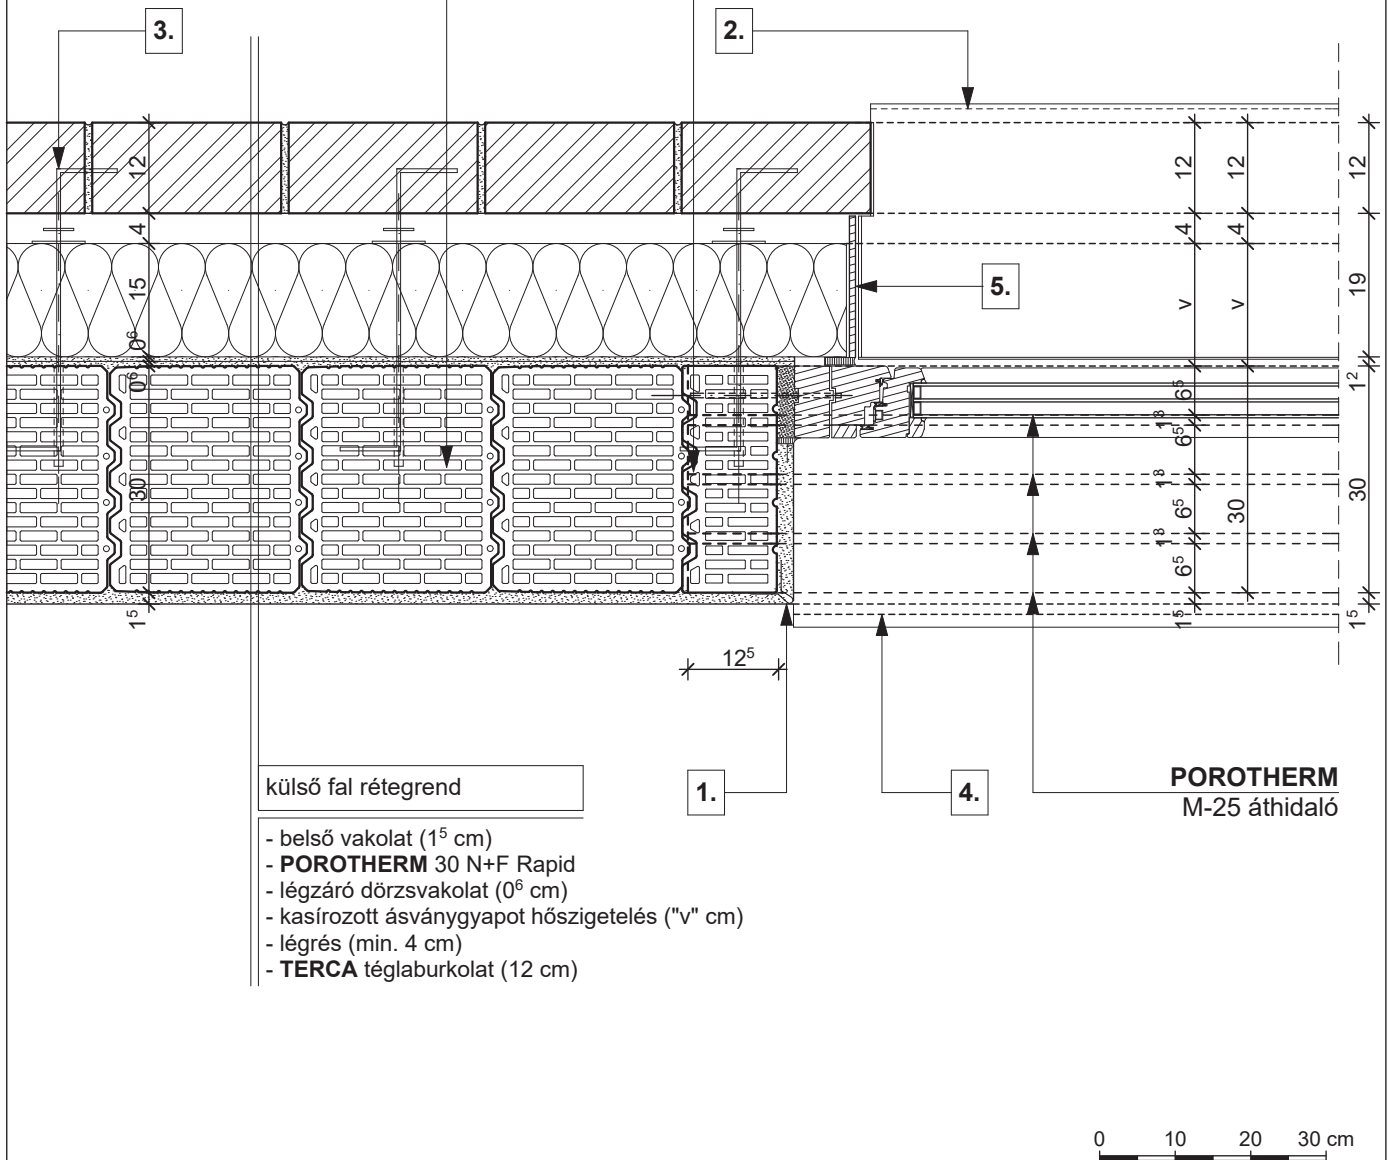 3.
2.
12
4
15
0⁶
0⁶
30
1⁵
12
4
v
6⁵
1⁸
6⁵
1⁸
6⁵
1⁸
6⁵
1⁵
12
4
v
30
12
19
1²
30
1⁵
5.
12⁵
1.
4.
POROTHERM
M-25 áthidaló
külső fal rétegrend
- belső vakolat (1⁵ cm)
- POROTHERM 30 N+F Rapid
- légzáró dörzsvakolat (0⁶ cm)
- kasírozott ásványgyapot hőszigetelés ("v" cm)
- légrés (min. 4 cm)
- TERCA téglaburkolat (12 cm)
0 10 20 30 cm